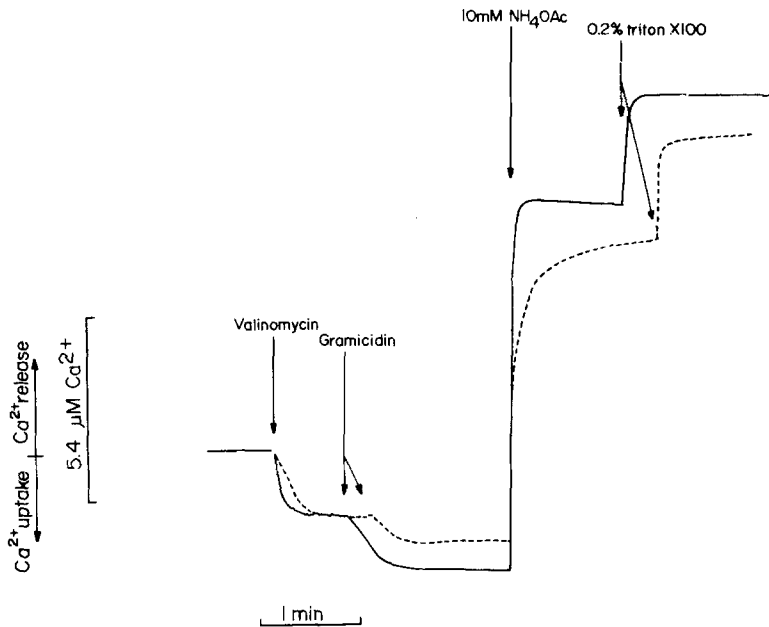 10mM NH4OAc
0.2% triton X100
Valinomycin
Gramicidin
Ca2+uptake Ca2+release
5.4 μM Ca2+
1 min